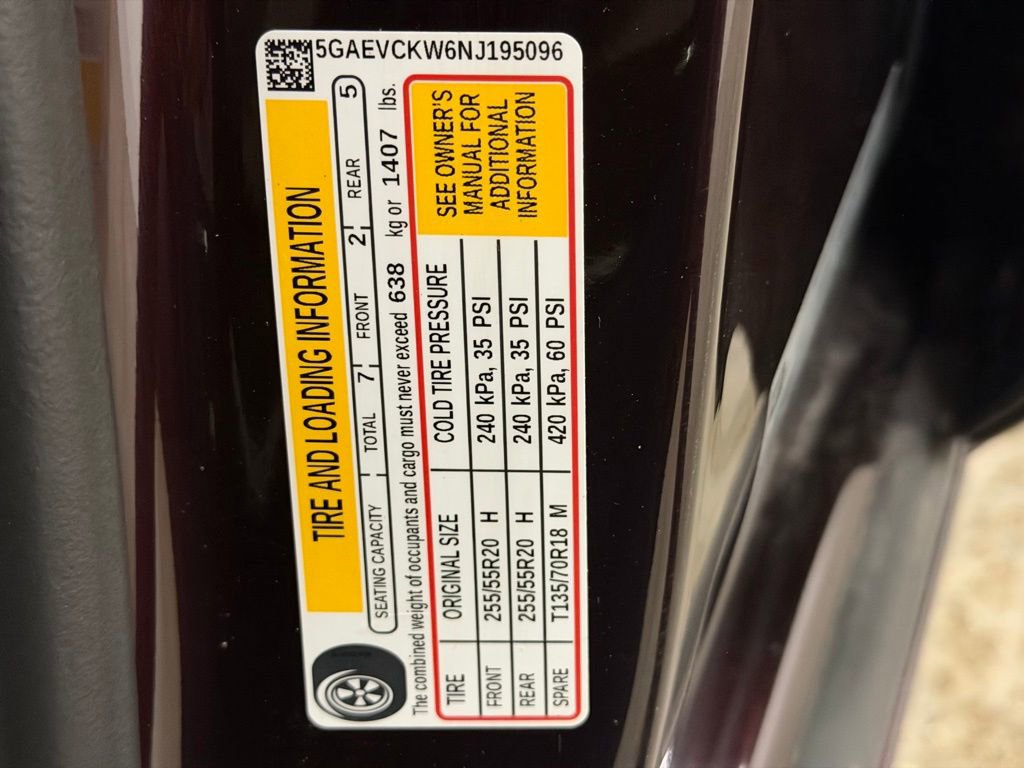 5GAEVCKW6NJ195096
TIRE AND LOADING INFORMATION
SEATING CAPACITY TOTAL 7 FRONT 2 REAR 5
The combined weight of occupants and cargo must never exceed 638 kg or 1407 lbs.
TIRE ORIGINAL SIZE COLD TIRE PRESSURE
FRONT 255/55R20 H 240 kPa, 35 PSI
REAR 255/55R20 H 240 kPa, 35 PSI
SPARE T135/70R18 M 420 kPa, 60 PSI
SEE OWNER'S
MANUAL FOR
ADDITIONAL
INFORMATION